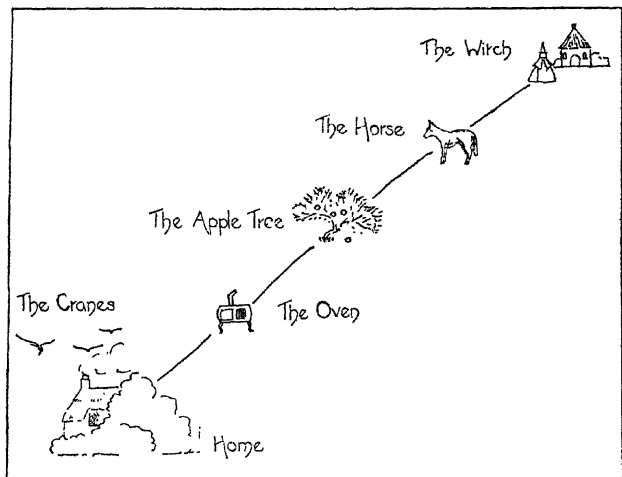 The Witch
The Horse
The Apple Tree
The Cranes
The Oven
Home